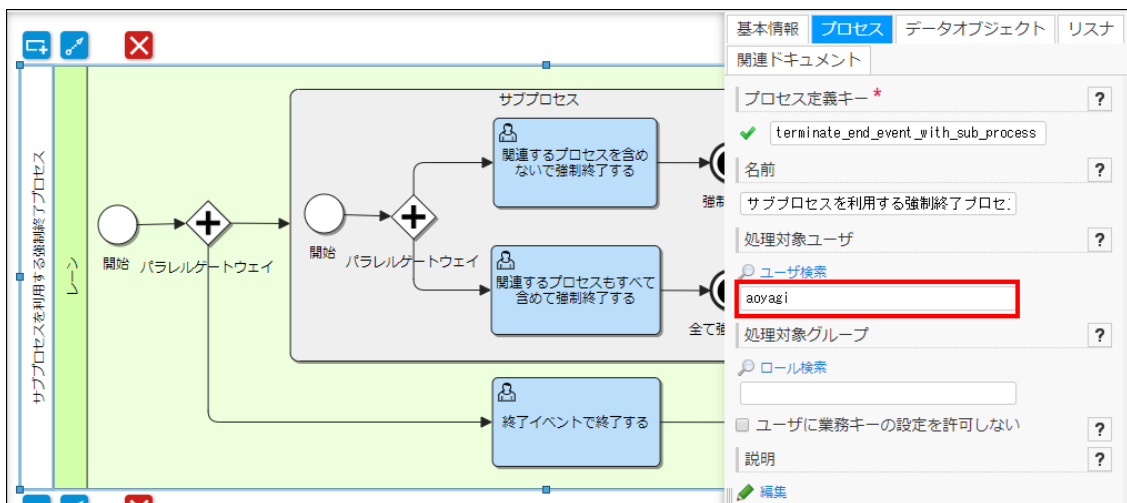 サブプロセスを利用する強制終了プロセス
レーン
開始
パラレルゲートウェイ
サブプロセス
開始
パラレルゲートウェイ
関連するプロセスを含め
ないで強制終了する
強制
関連するプロセスもすべて
含めて強制終了する
全て強
終了イベントで終了する
基本情報 プロセス データオブジェクト リスナ
関連ドキュメント
プロセス定義キー * ?
terminate_end_event_with_sub_process
名前 ?
サブプロセスを利用する強制終了プロセ
処理対象ユーザ ?
ユーザ検索
aoyagi
処理対象グループ ?
ロール検索
ユーザに業務キーの設定を許可しない ?
説明 ?
編集